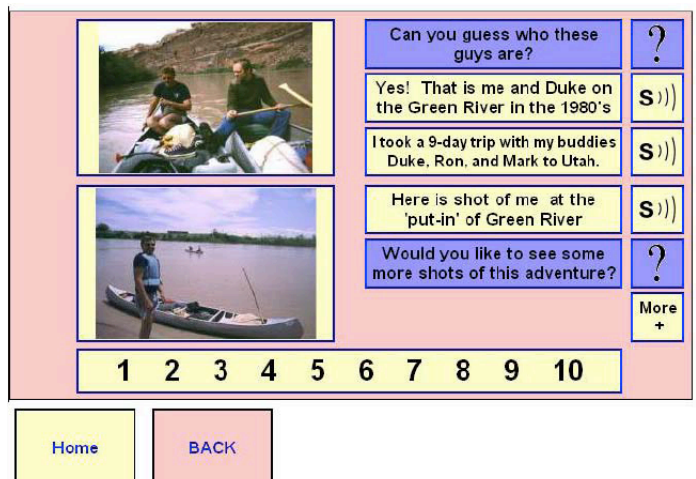 Can you guess who these
guys are?
?
Yes! That is me and Duke on
the Green River in the 1980's
S)))
I took a 9-day trip with my buddies
Duke, Ron, and Mark to Utah.
S)))
Here is shot of me at the
'put-in' of Green River
S)))
Would you like to see some
more shots of this adventure?
?
More
+
1 2 3 4 5 6 7 8 9 10
Home
BACK